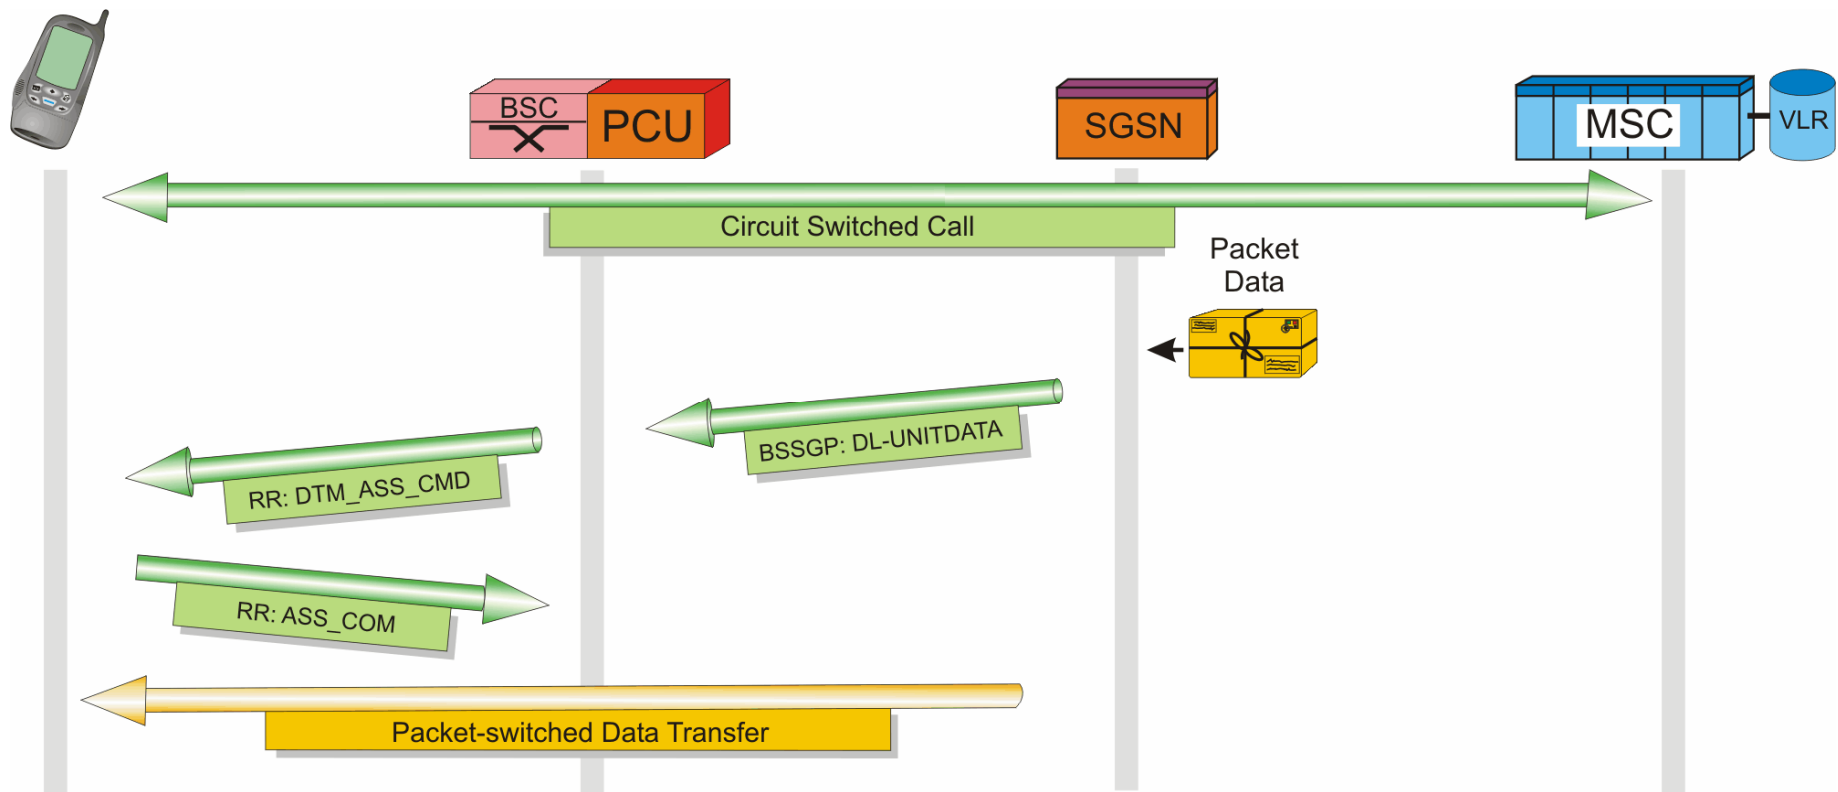 BSC
PCU
SGSN
MSC
VLR
Circuit Switched Call
Packet
Data
BSSGP: DL-UNITDATA
RR: DTM_ASS_CMD
RR: ASS_COM
Packet-switched Data Transfer